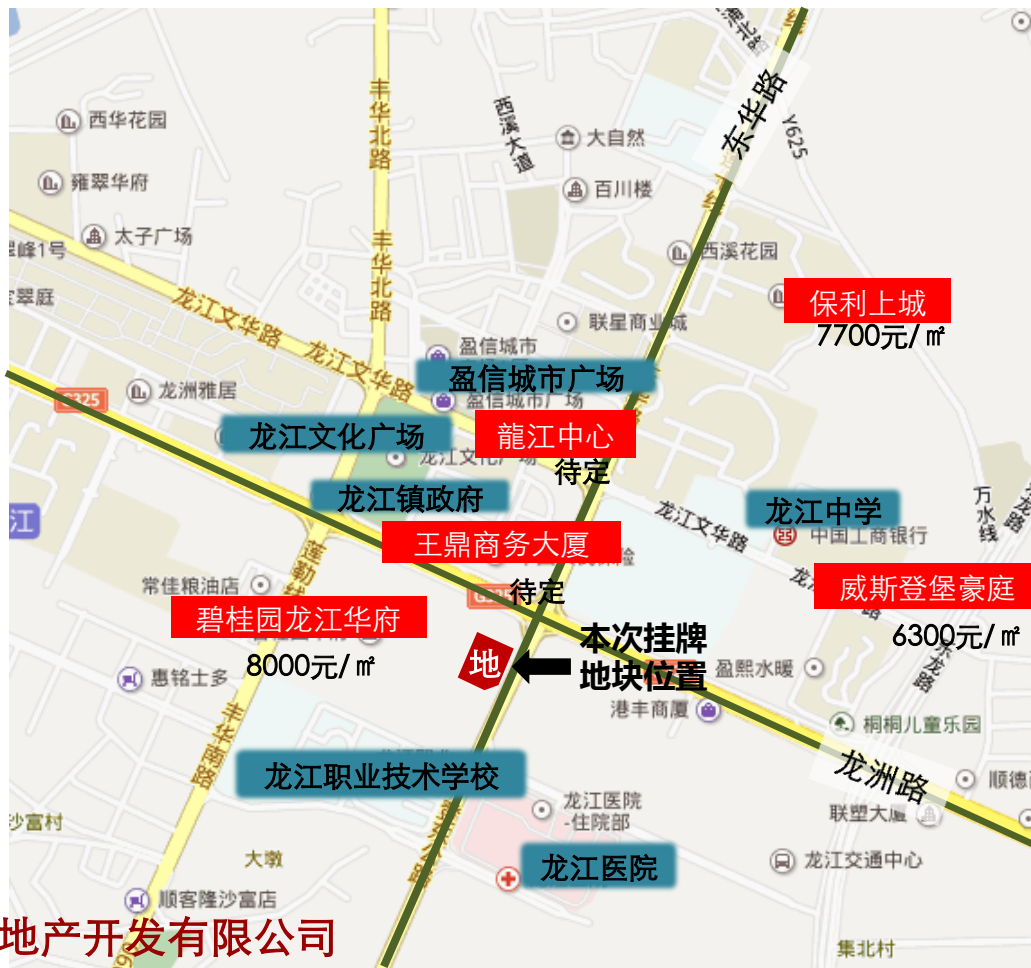 东华路
丰华北路
西溪大道
Y625
西华花园
大自然
雍翠华府
百川楼
太子广场
峰1号
西溪花园
丰华北路
翠庭
保利上城
7700元/㎡
龙江文华路
联星商业城
龙江文华路
盈信城市
盈信城市广场
盈信城市广场
龙洲雅居
G325
龙江文化广场
龍江中心
龙江文化广场
待定
龙江镇政府
龙江中学
万水线
龙江文华路
江
王鼎商务大厦
中国工商银行
莲勒线
常佳粮油店
待定
威斯登堡豪庭
碧桂园龙江华府
6300元/㎡
本次挂牌
地块位置
8000元/㎡
地
东龙路
惠铭士多
盈熙水暖
港丰商厦
丰华南路
桐桐儿童乐园
龙洲路
龙江职业技术学校
顺德
龙江医院
-住院部
联塑大厦
沙富村
大墩
龙江医院
龙江交通中心
顺客隆沙富店
地产开发有限公司
集北村